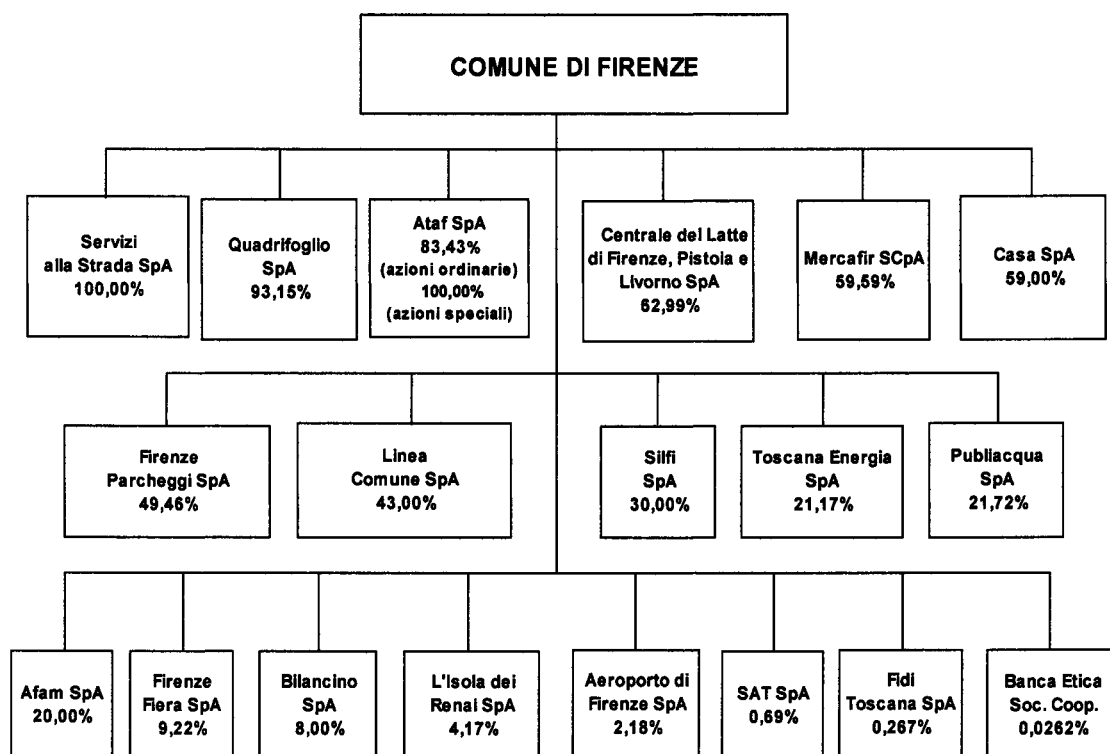 COMUNE DI FIRENZE
Servizi
alla Strada SpA
100,00%
Quadrifoglio
SpA
93,15%
Ataf SpA
83,43%
(azioni ordinarie)
100,00%
(azioni speciali)
Centrale del Latte
di Firenze, Pistoia e
Livorno SpA
62,99%
Mercafir SCpA
59,59%
Casa SpA
59,00%
Firenze
Parcheggi SpA
49,46%
Linea
Comune SpA
43,00%
Silfi
SpA
30,00%
Toscana Energia
SpA
21,17%
Publiacqua
SpA
21,72%
Afam SpA
20,00%
Firenze
Fiera SpA
9,22%
Bilancino
SpA
8,00%
L'Isola dei
Renai SpA
4,17%
Aeroporto di
Firenze SpA
2,18%
SAT SpA
0,69%
Fidi
Toscana SpA
0,267%
Banca Etica
Soc. Coop.
0,0262%